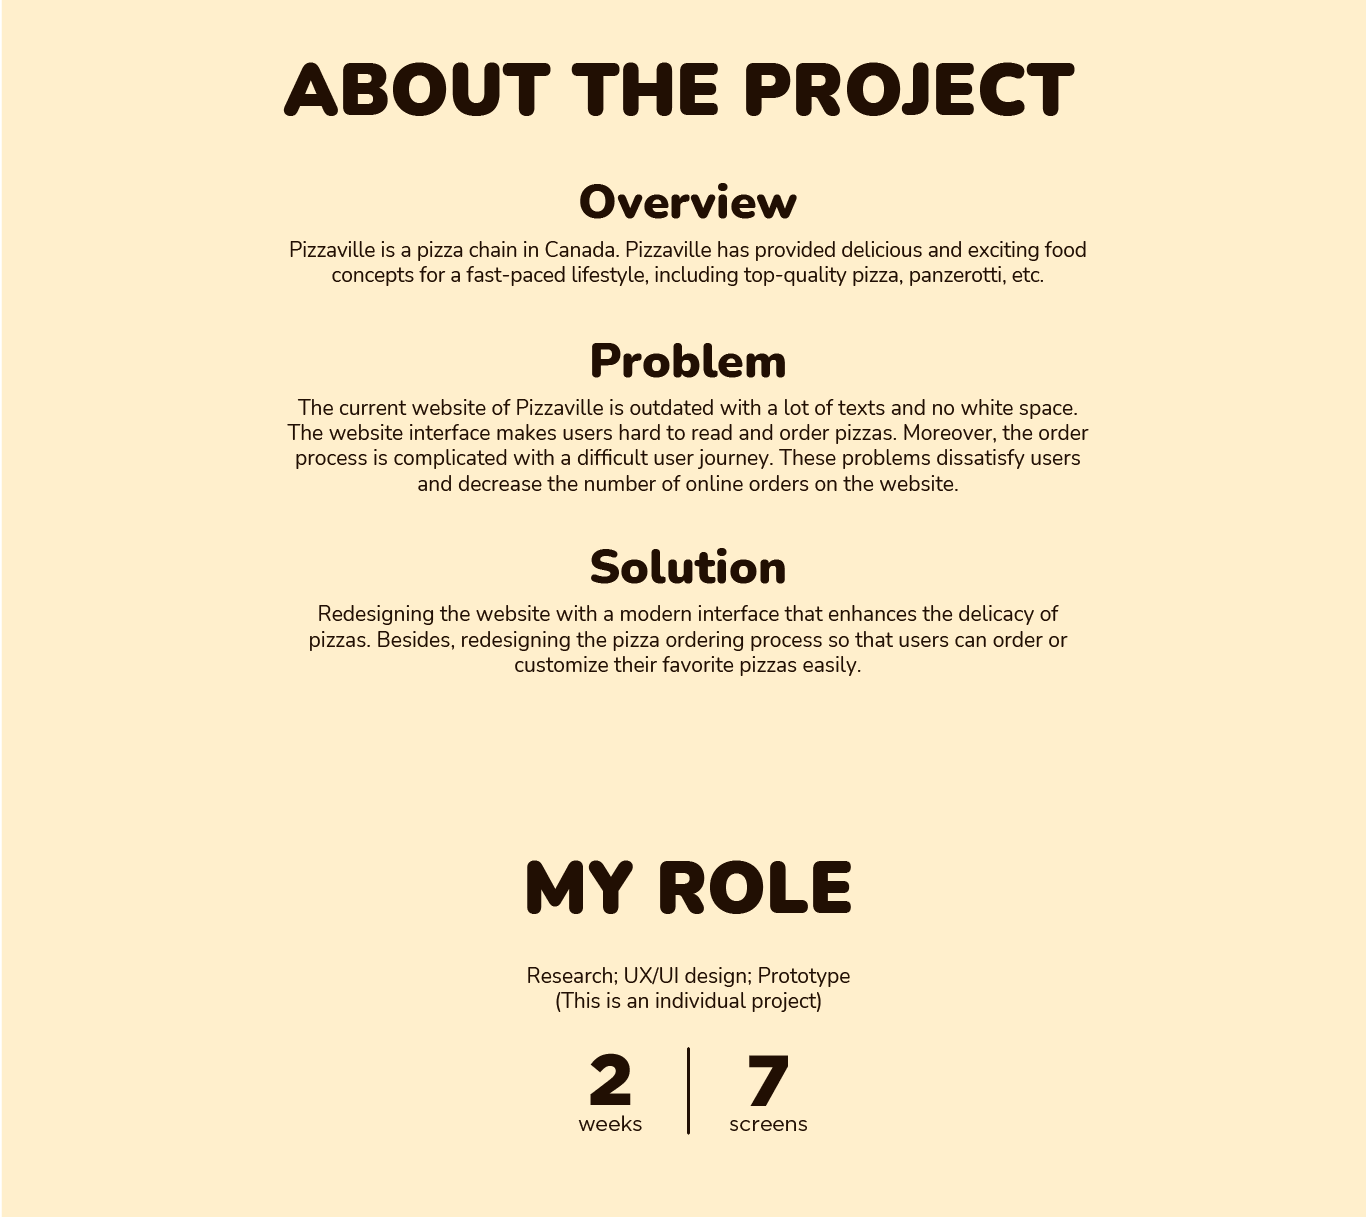 ABOUT THE PROJECT
Overview
Pizzaville is a pizza chain in Canada. Pizzaville has provided delicious and exciting food
concepts for a fast-paced lifestyle, including top-quality pizza, panzerotti, etc.
Problem
The current website of Pizzaville is outdated with a lot of texts and no white space.
The website interface makes users hard to read and order pizzas. Moreover, the order
process is complicated with a difficult user journey. These problems dissatisfy users
and decrease the number of online orders on the website.
Solution
Redesigning the website with a modern interface that enhances the delicacy of
pizzas. Besides, redesigning the pizza ordering process so that users can order or
customize their favorite pizzas easily.
MY ROLE
Research; UX/UI design; Prototype
(This is an individual project)
2
weeks
7
screens